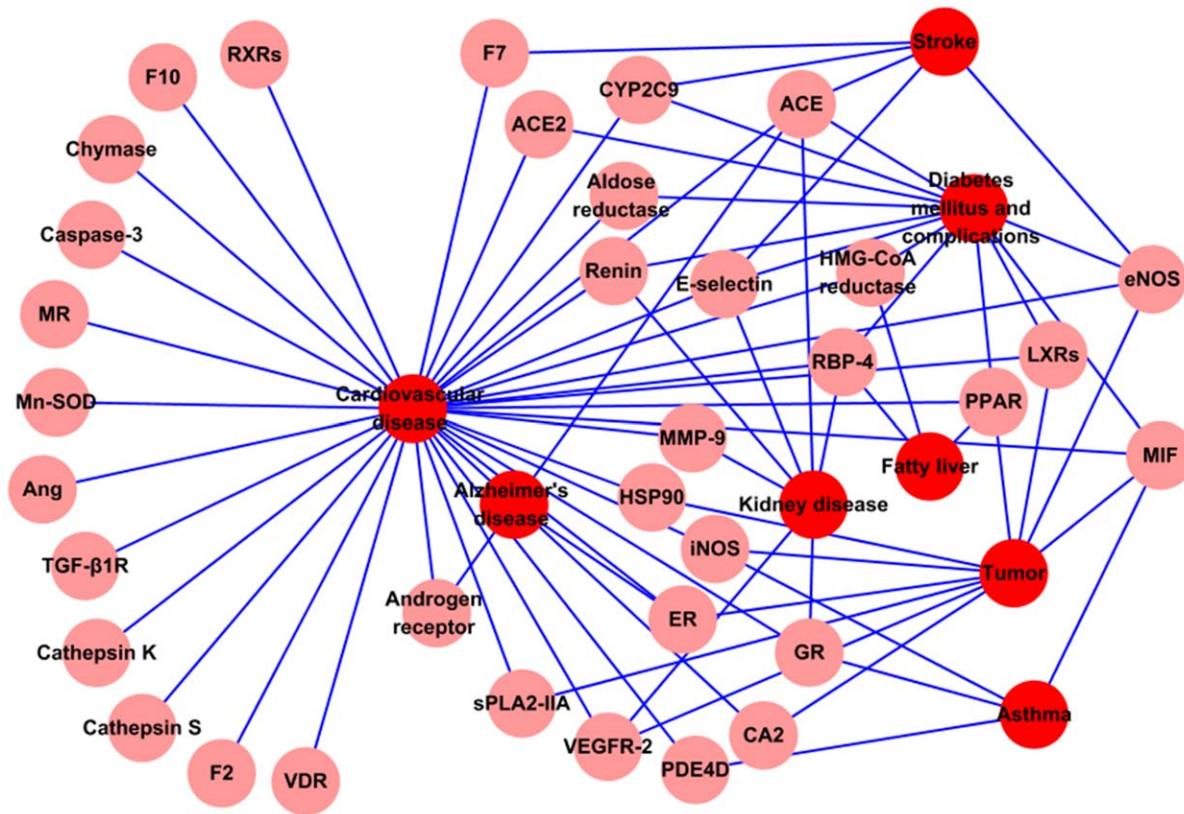 Stroke
RXRs
F7
F10
CYP2C9
ACE
ACE2
Chymase
Aldose
reductase
Diabetes
mellitus and
complications
Caspase-3
Renin
E-selectin
HMG-CoA
reductase
eNOS
MR
RBP-4
LXRs
Mn-SOD
Cardiovascular
disease
PPAR
MMP-9
MIF
Fatty liver
Ang
Alzheimer's
disease
HSP90
Kidney disease
iNOS
TGF-β1R
Tumor
Androgen
receptor
ER
Cathepsin K
GR
sPLA2-IIA
Asthma
Cathepsin S
VEGFR-2
CA2
F2
VDR
PDE4D